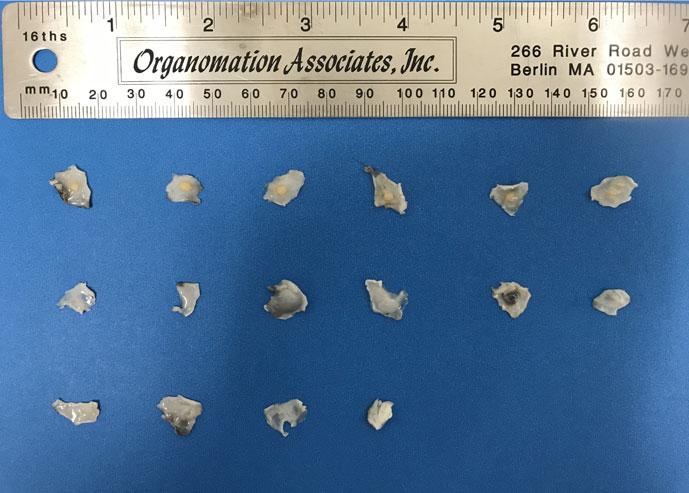 1 2 3 4 5 6 7
16ths
Organomation Associates, Inc.
266 River Road We
Berlin MA 01503-169
mm 10 20 30 40 50 60 70 80 90 100 110 120 130 140 150 160 170